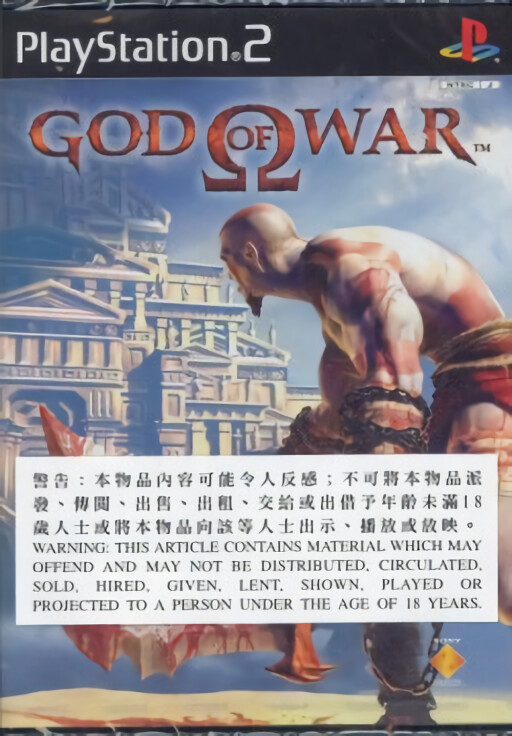 PlayStation®2
GOD OF WAR™
警告：本物品內容可能令人反感；不可將本物品派
發、傳閱、出售、出租、交給或出借予年齡未滿18
歲人士或將本物品向該等人士出示、播放或放映。
WARNING: THIS ARTICLE CONTAINS MATERIAL WHICH MAY
OFFEND AND MAY NOT BE DISTRIBUTED, CIRCULATED,
SOLD, HIRED, GIVEN, LENT, SHOWN, PLAYED OR
PROJECTED TO A PERSON UNDER THE AGE OF 18 YEARS.
SONY